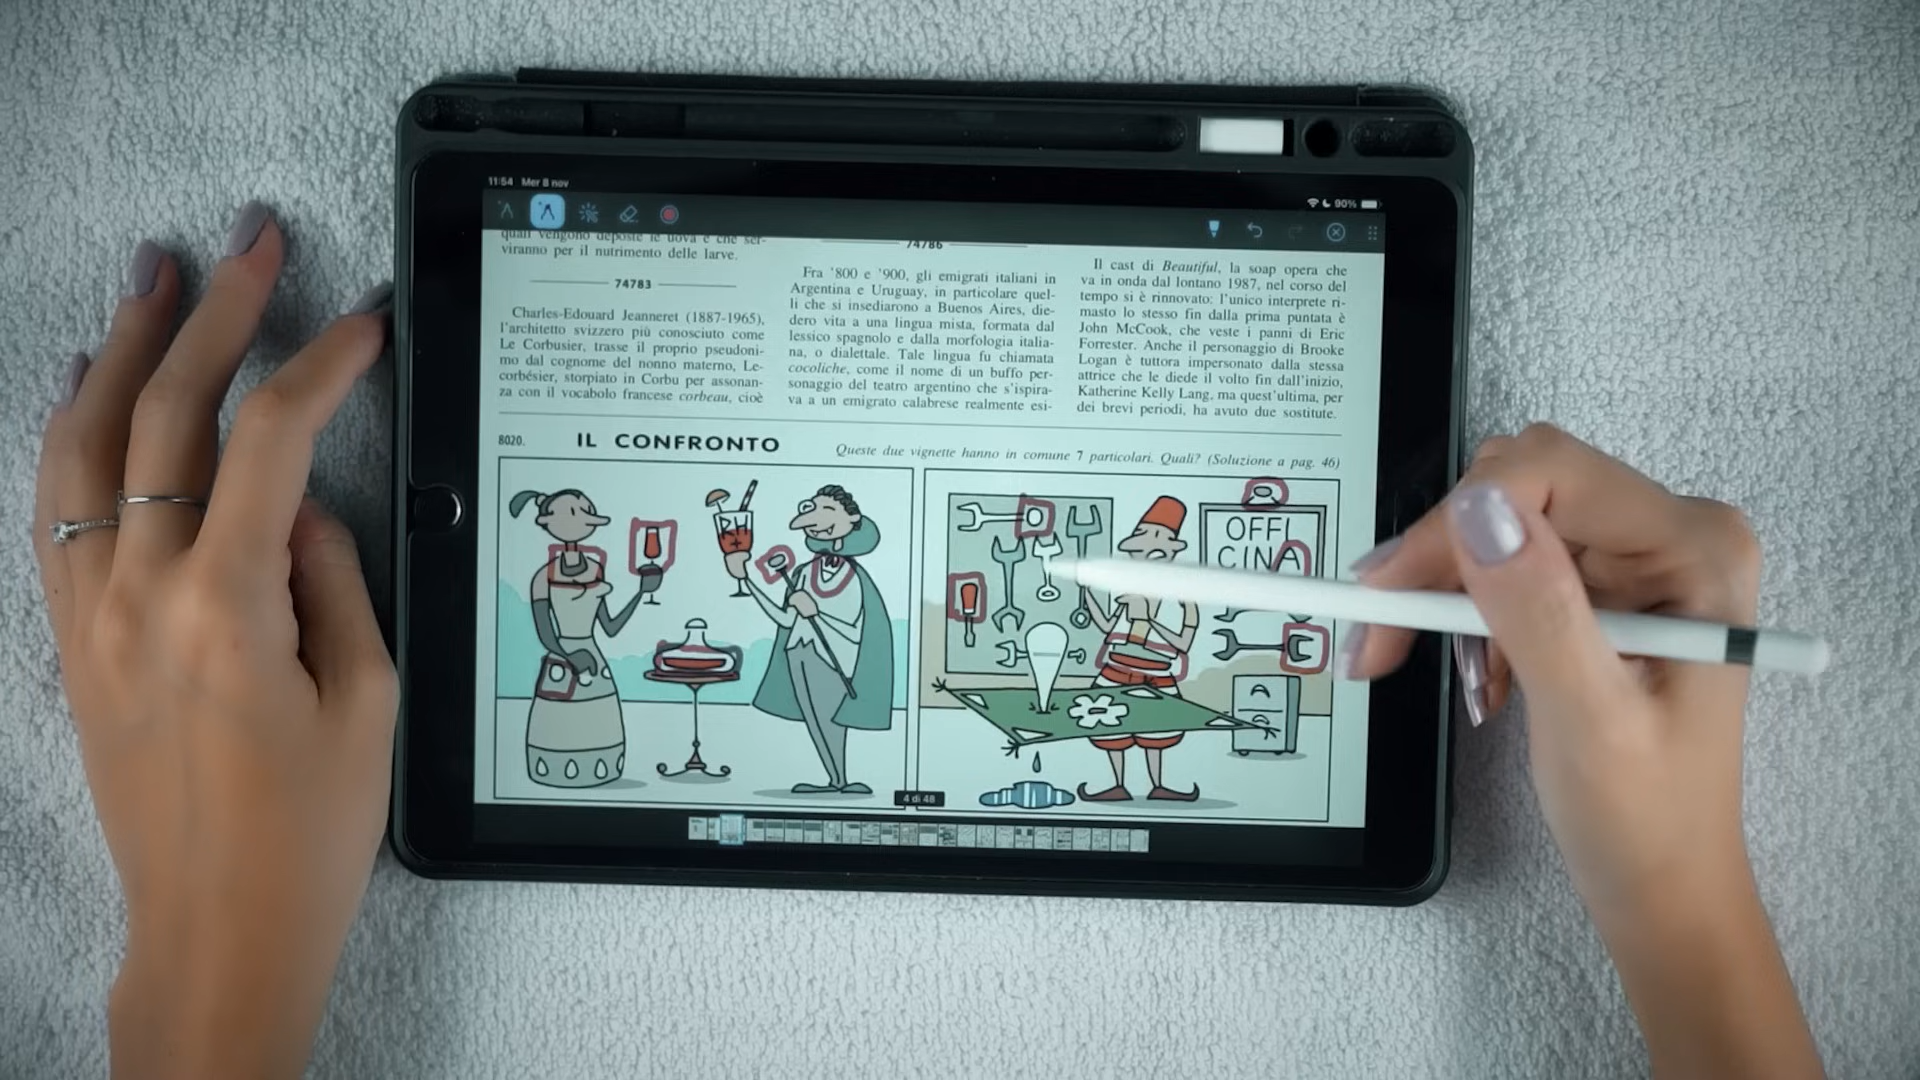 11:54 Mer 8 nov
90%
quali vengono deposte le uova e che ser-
viranno per il nutrimento delle larve.
74783
Charles-Edouard Jeanneret (1887-1965),
l'architetto svizzero più conosciuto come
Le Corbusier, trasse il proprio pseudoni-
mo dal cognome del nonno materno, Le-
corbésier, storpiato in Corbu per assonan-
za con il vocabolo francese corbeau, cioè
74786
Fra '800 e '900, gli emigrati italiani in
Argentina e Uruguay, in particolare quel-
li che si insediarono a Buenos Aires, die-
dero vita a una lingua mista, formata dal
lessico spagnolo e dalla morfologia italia-
na, o dialettale. Tale lingua fu chiamata
cocoliche, come il nome di un buffo per-
sonaggio del teatro argentino che s'ispira-
va a un emigrato calabrese realmente esi-
Il cast di Beautiful, la soap opera che
va in onda dal lontano 1987, nel corso del
tempo si è rinnovato: l'unico interprete ri-
masto lo stesso fin dalla prima puntata è
John McCook, che veste i panni di Eric
Forrester. Anche il personaggio di Brooke
Logan è tuttora impersonato dalla stessa
attrice che le diede il volto fin dall'inizio,
Katherine Kelly Lang, ma quest'ultima, per
dei brevi periodi, ha avuto due sostitute.
8020.
IL CONFRONTO
Queste due vignette hanno in comune 7 particolari. Quali? (Soluzione a pag. 46)
RH
+
OFFI
CINA
4 di 48